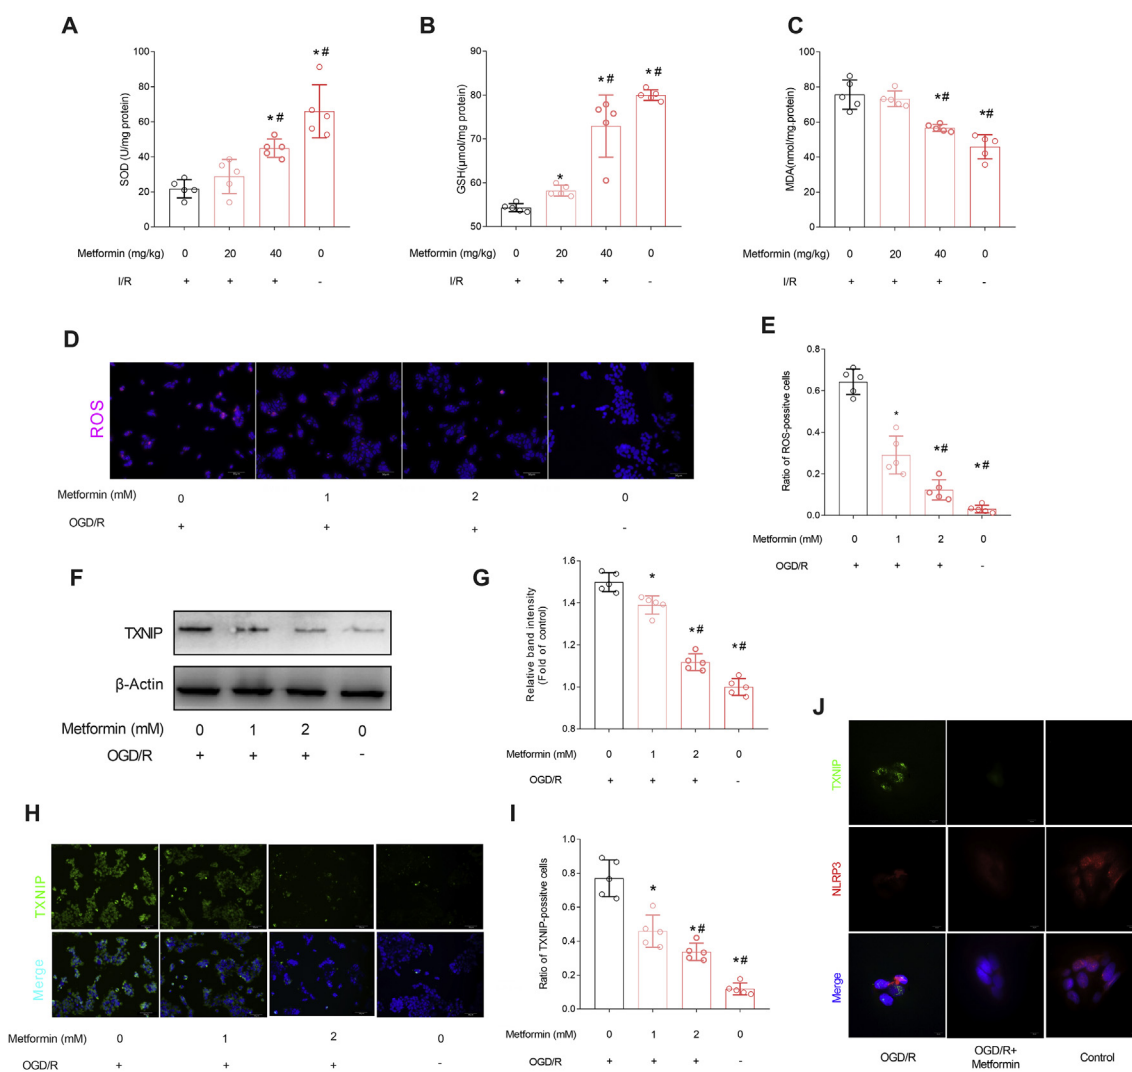 A
SOD (U/mg protein)
100
80
60
40
20
0
*#
*#
Metformin (mg/kg) 0 20 40 0
I/R + + + -
B
GSH(μmol/mg protein)
90
80
70
60
50
*
*#
*#
Metformin (mg/kg) 0 20 40 0
I/R + + + -
C
MDA(nmol/mg.protein)
100
80
60
40
20
0
*#
*#
Metformin (mg/kg) 0 20 40 0
I/R + + + -
D
ROS
Metformin (mM) 0 1 2 0
OGD/R + + + -
E
Ratio of ROS-possitve cells
0.8
0.6
0.4
0.2
0.0
*
*#
*#
Metformin (mM) 0 1 2 0
OGD/R + + + -
F
TXNIP
β-Actin
Metformin (mM) 0 1 2 0
OGD/R + + + -
G
Relative band intensity
(Fold of control)
1.6
1.4
1.2
1.0
0.8
*
*#
*#
Metformin (mM) 0 1 2 0
OGD/R + + + -
H
TXNIP
Merge
Metformin (mM) 0 1 2 0
OGD/R + + + -
I
Ratio of TXNIP-possitve cells
1.0
0.8
0.6
0.4
0.2
0.0
*
*#
*#
Metformin (mM) 0 1 2 0
OGD/R + + + -
J
TXNIP
NLRP3
Merge
OGD/R
OGD/R+
Metformin
Control